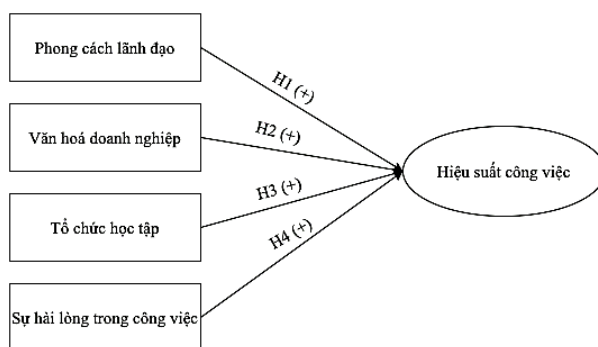 Phong cách lãnh đạo
H1 (+)
Văn hoá doanh nghiệp
H2 (+)
Hiệu suất công việc
H3 (+)
Tổ chức học tập
H4 (+)
Sự hài lòng trong công việc